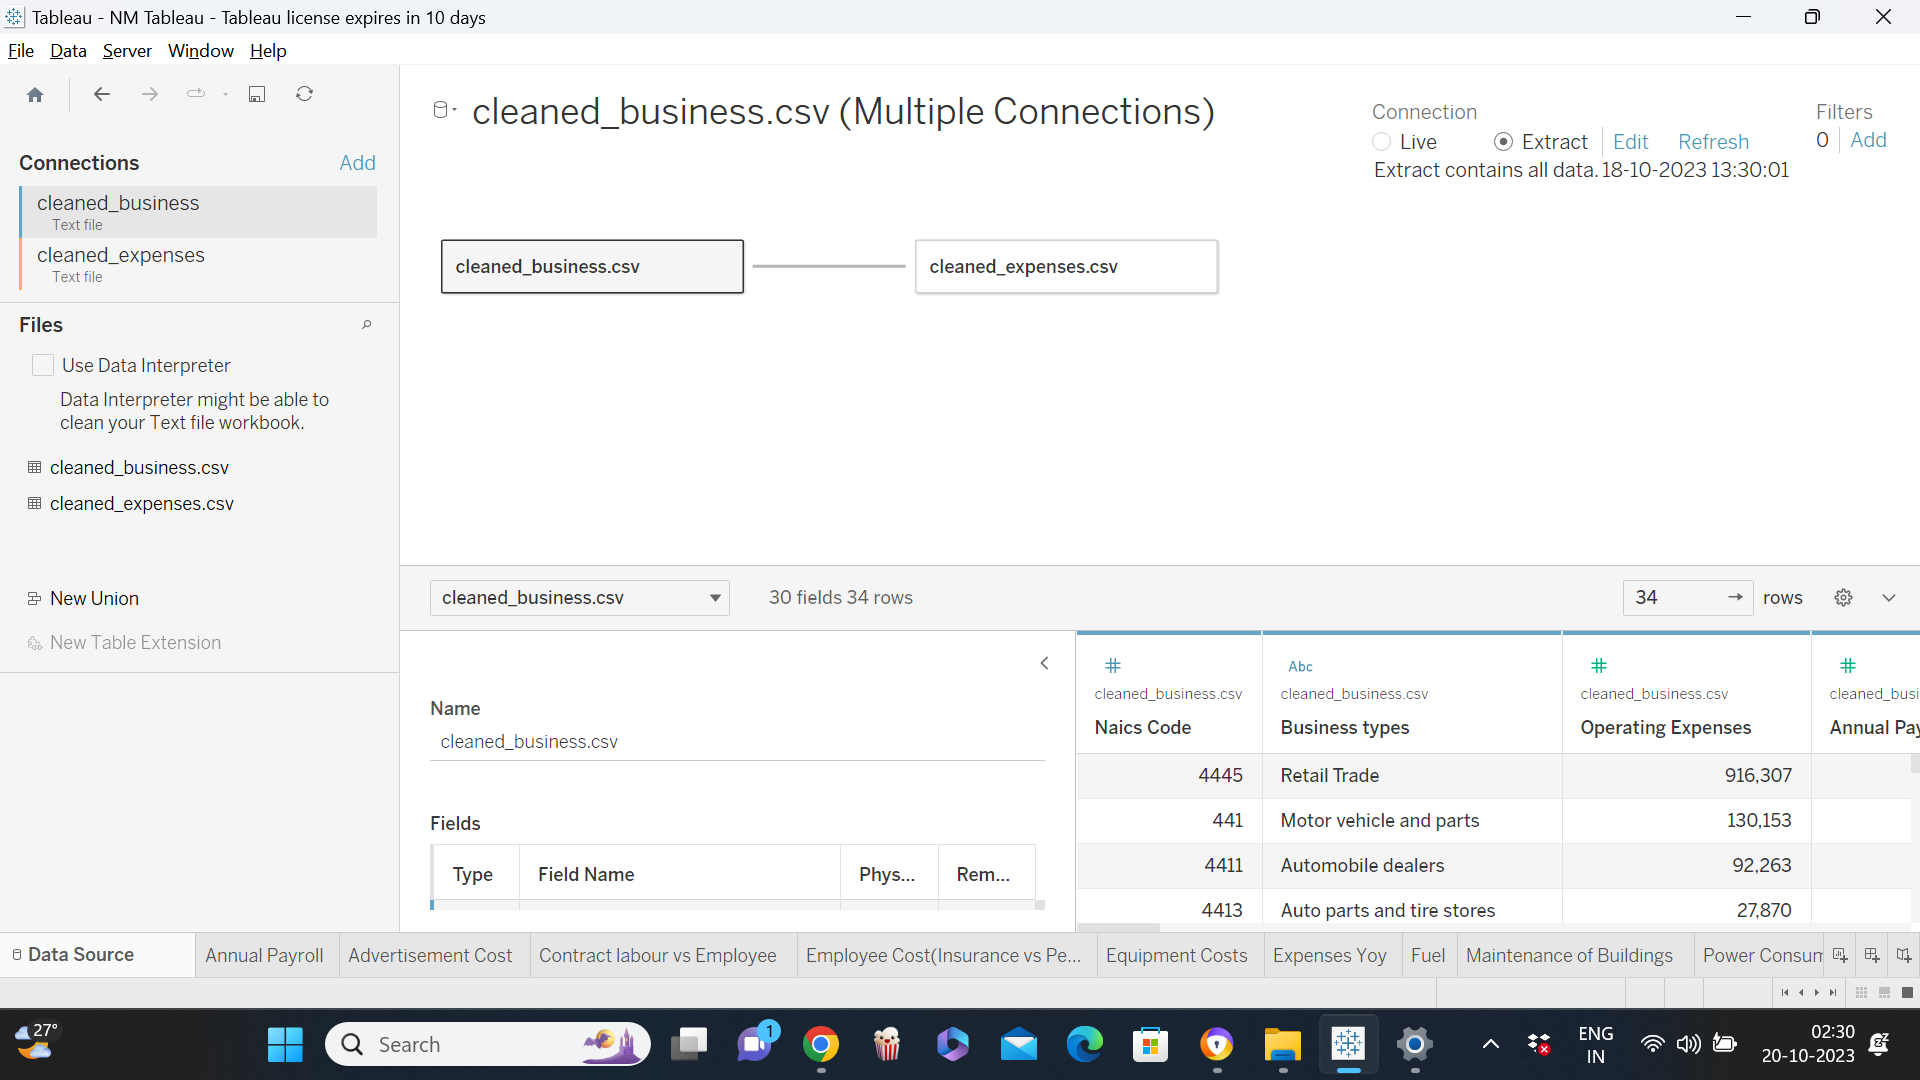 Tableau - NM Tableau - Tableau license expires in 10 days
File Data Server Window Help
cleaned_business.csv (Multiple Connections)
Connection
Live Extract Edit Refresh
Extract contains all data. 18-10-2023 13:30:01
Filters
0 Add
Connections Add
cleaned_business
Text file
cleaned_expenses
Text file
cleaned_business.csv cleaned_expenses.csv
Files
Use Data Interpreter
Data Interpreter might be able to
clean your Text file workbook.
cleaned_business.csv
cleaned_expenses.csv
New Union
New Table Extension
cleaned_business.csv 30 fields 34 rows 34 rows
Name
cleaned_business.csv
Fields
Type Field Name Phys... Rem...
Abc
cleaned_business.csv cleaned_business.csv cleaned_business.csv cleaned_busi
Naics Code Business types Operating Expenses Annual Pay
4445 Retail Trade 916,307
441 Motor vehicle and parts 130,153
4411 Automobile dealers 92,263
4413 Auto parts and tire stores 27,870
Data Source Annual Payroll Advertisement Cost Contract labour vs Employee Employee Cost(Insurance vs Pe... Equipment Costs Expenses Yoy Fuel Maintenance of Buildings Power Consum
27°
Search
1
ENG
IN
02:30
20-10-2023